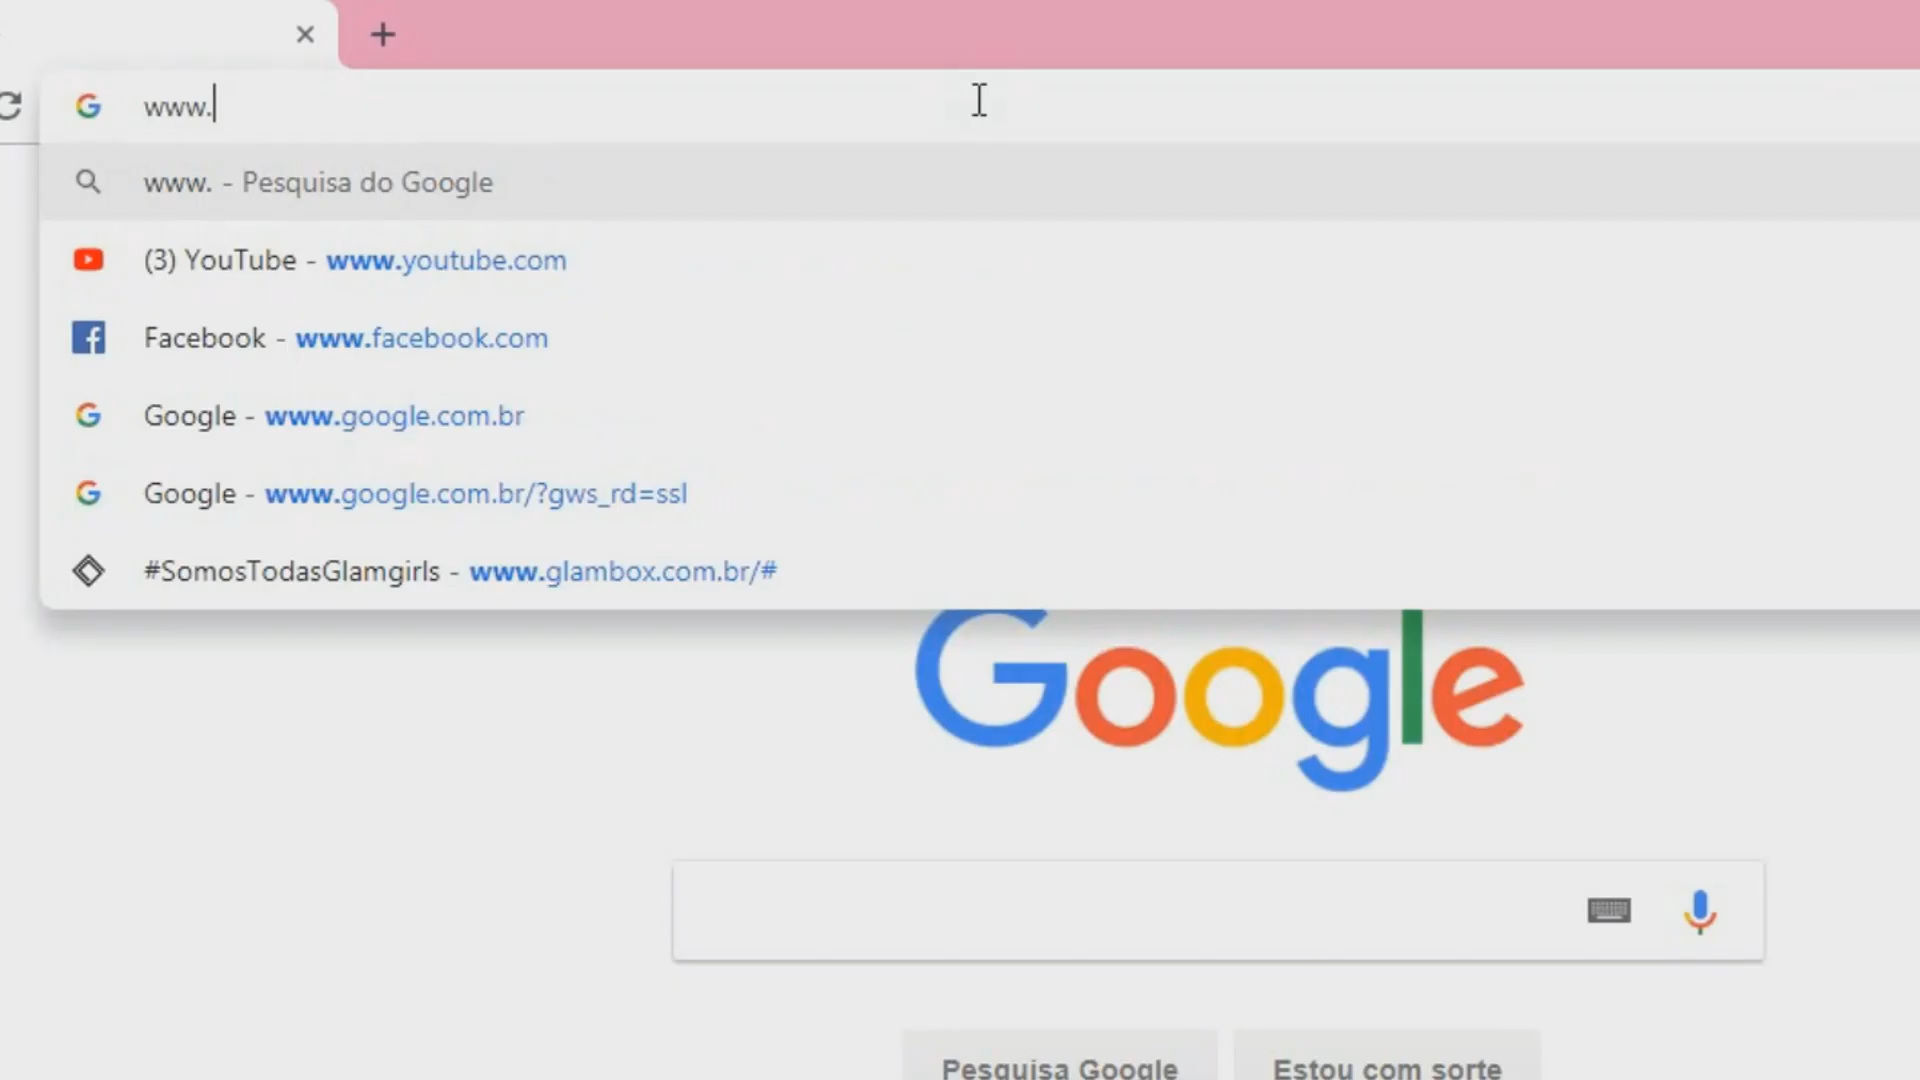 www.
www. - Pesquisa do Google
(3) YouTube - www.youtube.com
Facebook - www.facebook.com
Google - www.google.com.br
Google - www.google.com.br/?gws_rd=ssl
#SomosTodasGlamgirls - www.glambox.com.br/#
Google
Pesquisa Google
Estou com sorte